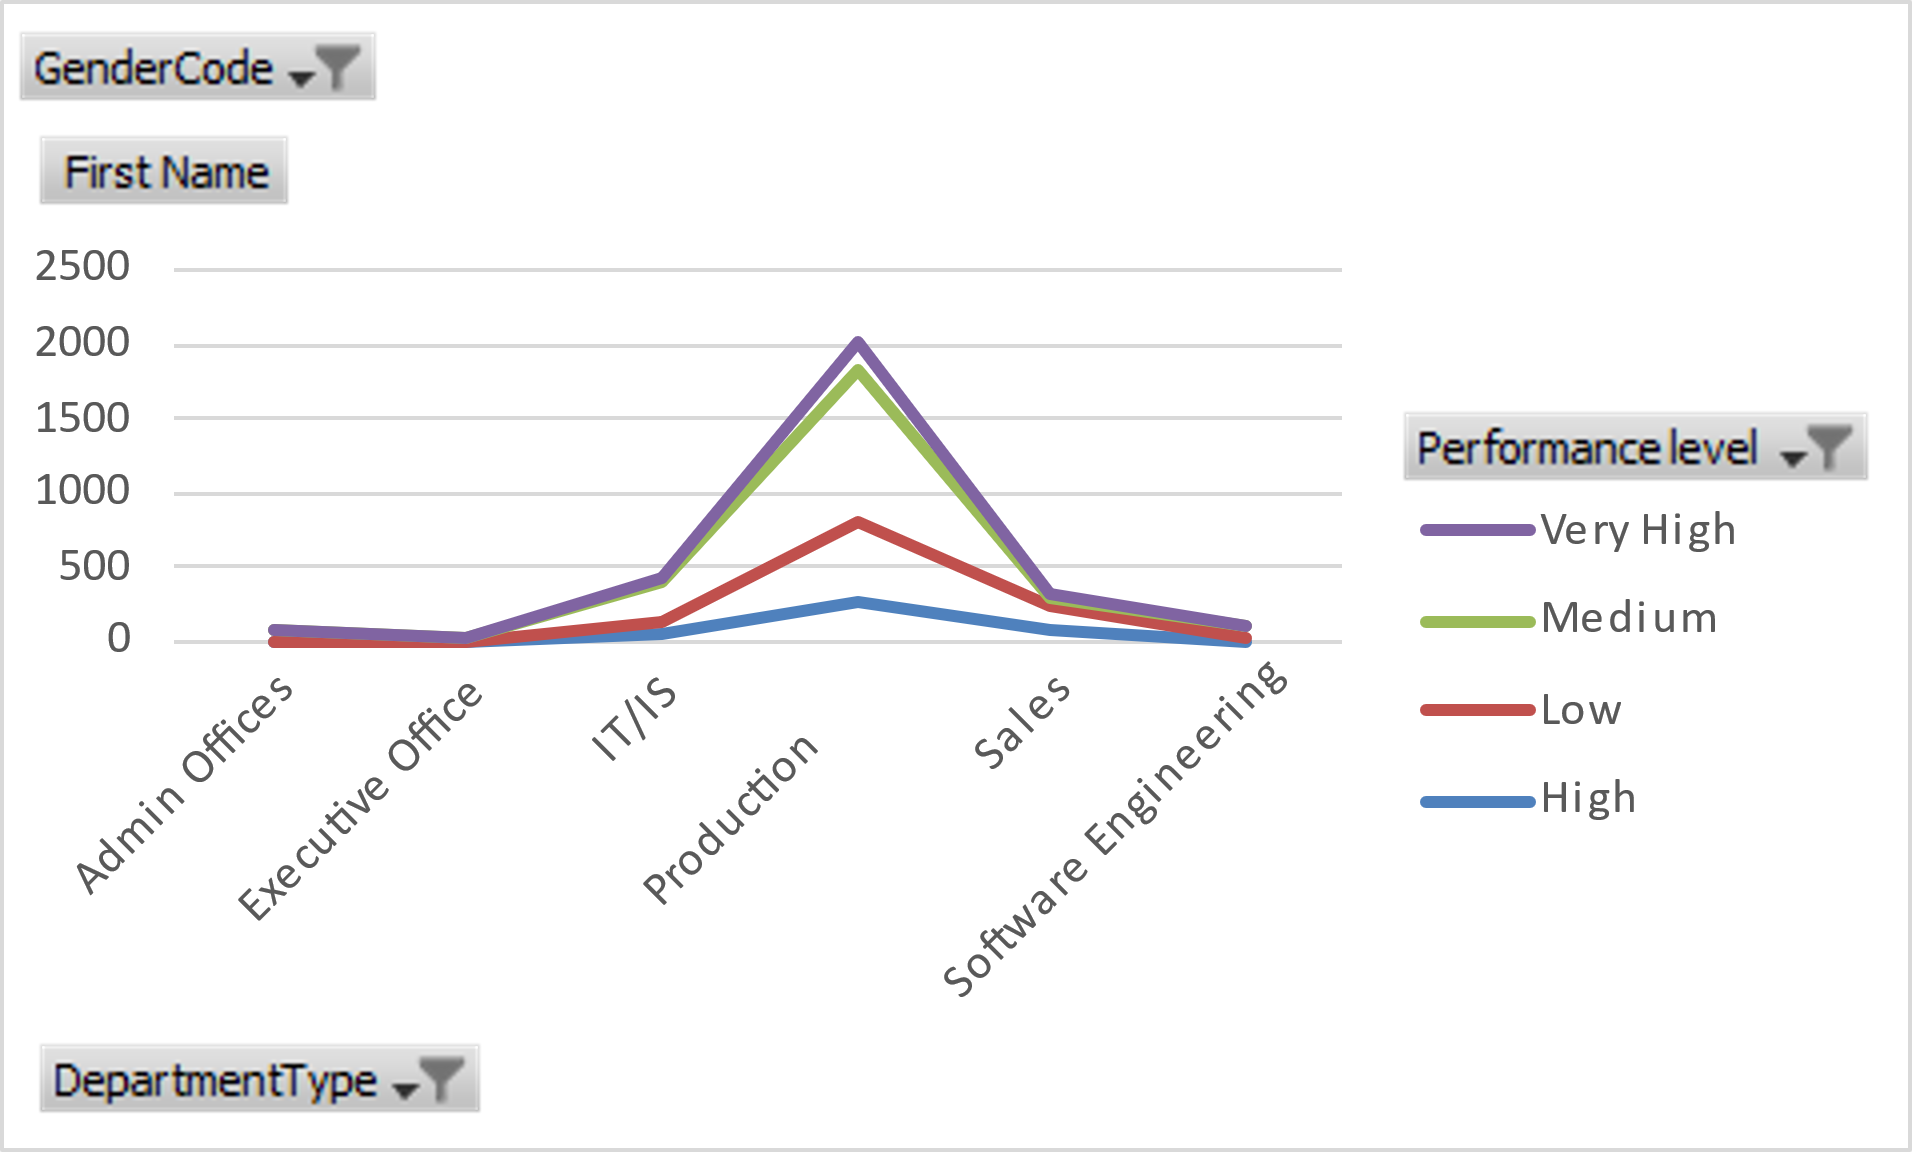 GenderCode
First Name
2500
2000
1500
1000
500
0
Admin Offices
Executive Office
IT/IS
Production
Sales
Software Engineering
Performance level
Very High
Medium
Low
High
DepartmentType